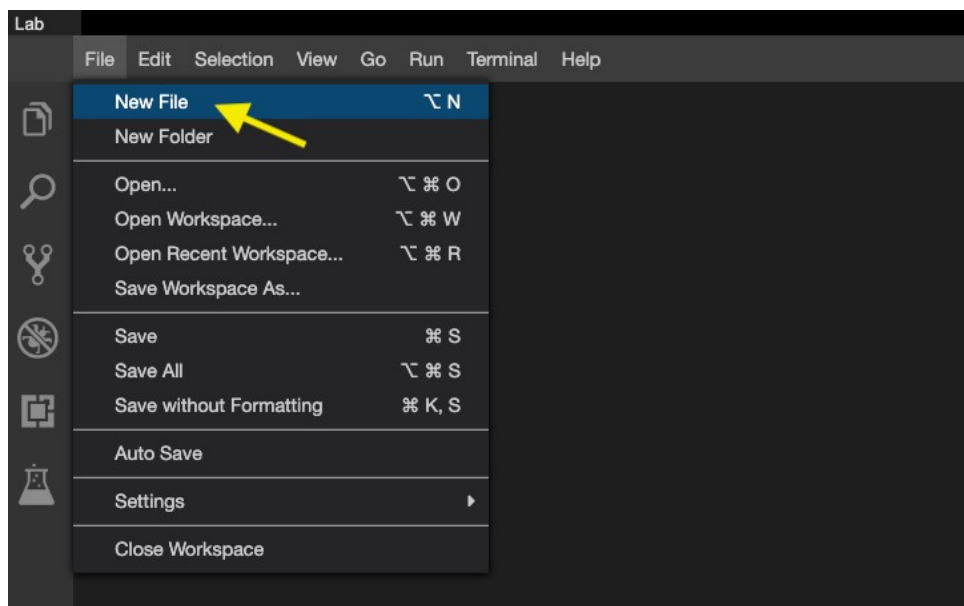 Lab
File Edit Selection View Go Run Terminal Help
New File ⌥ N
New Folder
Open... ⌥ ⌘ O
Open Workspace... ⌥ ⌘ W
Open Recent Workspace... ⌥ ⌘ R
Save Workspace As...
Save ⌘ S
Save All ⌥ ⌘ S
Save without Formatting ⌘ K, S
Auto Save
Settings
Close Workspace